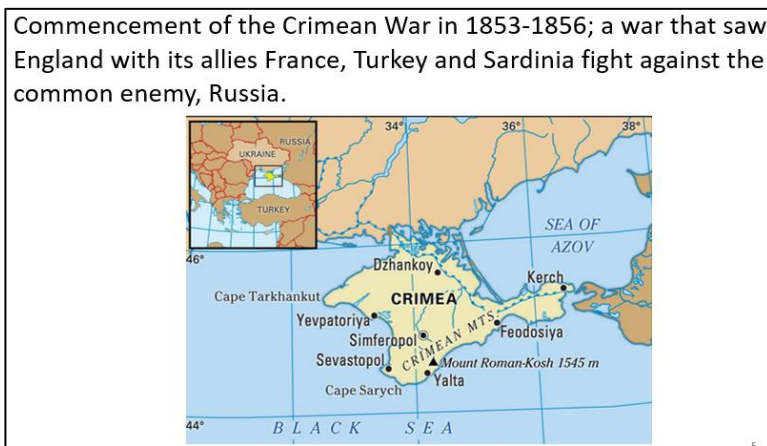 Commencement of the Crimean War in 1853-1856; a war that saw
England with its allies France, Turkey and Sardinia fight against the
common enemy, Russia.
34°
36°
38°
RUSSIA
UKRAINE
TURKEY
SEA OF
AZOV
46°
Dzhankoy
Kerch
Cape Tarkhankut
CRIMEA
Yevpatoriya
CRIMEAN MTS.
Feodosiya
Simferopol
Sevastopol
Mount Roman-Kosh 1545 m
Yalta
Cape Sarych
44°
BLACK SEA